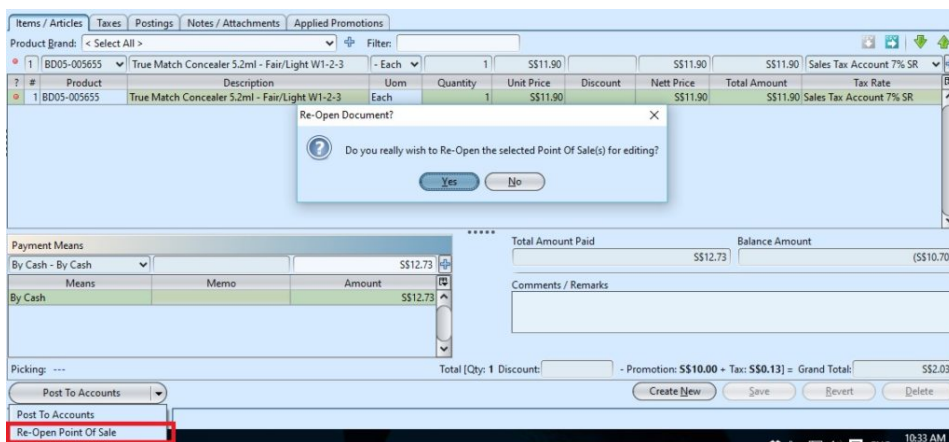 Items / Articles Taxes Postings Notes / Attachments Applied Promotions
Product Brand: < Select All > Filter:
1 BD05-005655 True Match Concealer 5.2ml - Fair/Light W1-2-3 - Each 1 S$11.90 S$11.90 S$11.90 Sales Tax Account 7% SR
? # Product Description Uom Quantity Unit Price Discount Nett Price Total Amount Tax Rate
1 BD05-005655 True Match Concealer 5.2ml - Fair/Light W1-2-3 Each 1 S$11.90 S$11.90 S$11.90 Sales Tax Account 7% SR
Re-Open Document?
Do you really wish to Re-Open the selected Point Of Sale(s) for editing?
Yes No
Payment Means Total Amount Paid Balance Amount
By Cash - By Cash S$12.73 S$12.73 (S$10.70
Means Memo Amount Comments / Remarks
By Cash S$12.73
Picking: --- Total [Qty: 1 Discount: - Promotion: S$10.00 + Tax: S$0.13] = Grand Total: S$2.03
Post To Accounts Create New Save Revert Delete
Post To Accounts
Re-Open Point Of Sale
10:33 AM